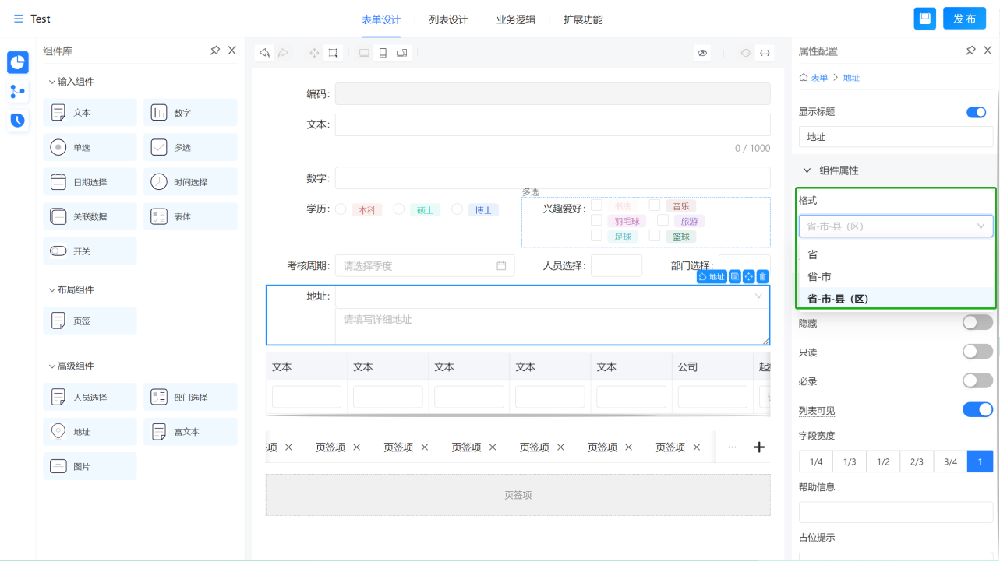 Test
表单设计
列表设计
业务逻辑
扩展功能
发 布
组件库
输入组件
文本
数字
单选
多选
日期选择
时间选择
关联数据
表体
开关
布局组件
页签
高级组件
人员选择
部门选择
地址
富文本
图片
编码:
文本:
0 / 1000
数字:
多选
学历:
本科
硕士
博士
兴趣爱好:
书法
音乐
羽毛球
旅游
足球
篮球
考核周期:
请选择季度
人员选择:
部门选择:
地址
地址:
请填写详细地址
文本
文本
文本
文本
文本
公司
页签项
页签项
页签项
页签项
页签项
页签项
页签项
属性配置
表单 > 地址
显示标题
地址
组件属性
格式
省-市-县（区）
省
省-市
省-市-县（区）
隐藏
只读
必录
列表可见
字段宽度
1/4
1/3
1/2
2/3
3/4
1
帮助信息
占位提示